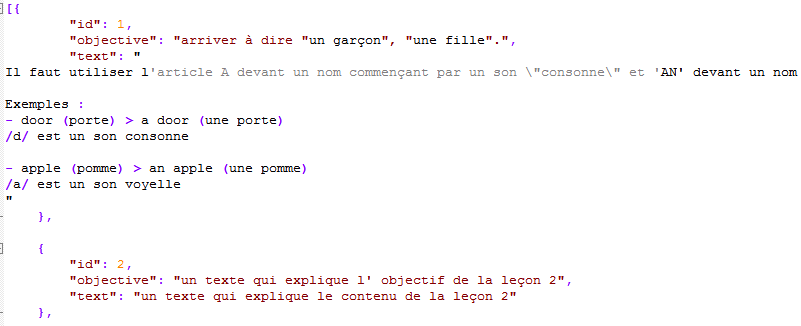 [{
"id": 1,
"objective": "arriver à dire "un garçon", "une fille".",
"text": "
Il faut utiliser l'article A devant un nom commençant par un son \"consonne\" et 'AN' devant un nom
Exemples :
- door (porte) > a door (une porte)
/d/ est un son consonne
- apple (pomme) > an apple (une pomme)
/a/ est un son voyelle
"
},
{
"id": 2,
"objective": "un texte qui explique l' objectif de la leçon 2",
"text": "un texte qui explique le contenu de la leçon 2"
},